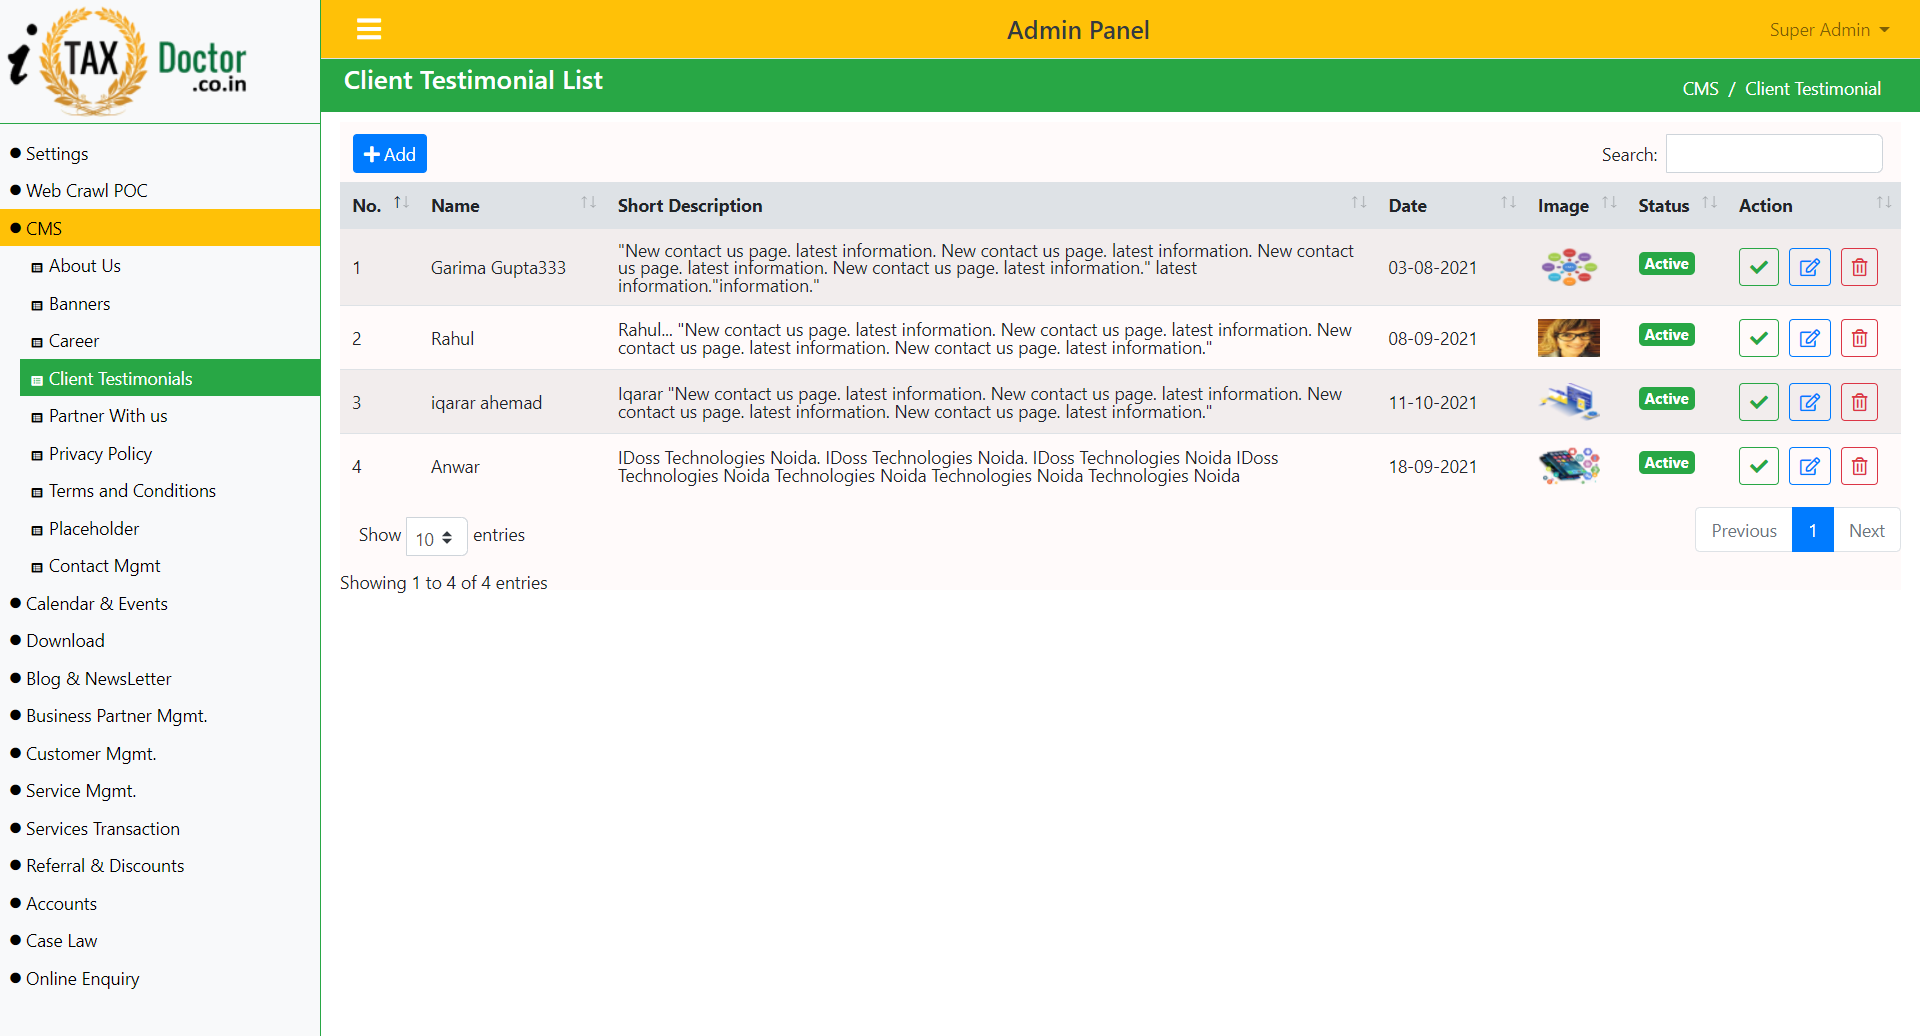 i TAX Doctor
.co.in
Admin Panel
Super Admin
Client Testimonial List
CMS / Client Testimonial
Settings
Web Crawl POC
CMS
About Us
Banners
Career
Client Testimonials
Partner With us
Privacy Policy
Terms and Conditions
Placeholder
Contact Mgmt
Calendar & Events
Download
Blog & NewsLetter
Business Partner Mgmt.
Customer Mgmt.
Service Mgmt.
Services Transaction
Referral & Discounts
Accounts
Case Law
Online Enquiry
Add
Search:
No. Name Short Description Date Image Status Action
1 Garima Gupta333 "New contact us page. latest information. New contact us page. latest information. New contact
us page. latest information. New contact us page. latest information." latest
information."information." 03-08-2021 Active
2 Rahul Rahul... "New contact us page. latest information. New contact us page. latest information. New
contact us page. latest information. New contact us page. latest information." 08-09-2021 Active
3 iqarar ahemad Iqarar "New contact us page. latest information. New contact us page. latest information. New
contact us page. latest information. New contact us page. latest information." 11-10-2021 Active
4 Anwar IDoss Technologies Noida. IDoss Technologies Noida. IDoss Technologies Noida IDoss
Technologies Noida Technologies Noida Technologies Noida Technologies Noida 18-09-2021 Active
Show 10 entries
Previous 1 Next
Showing 1 to 4 of 4 entries